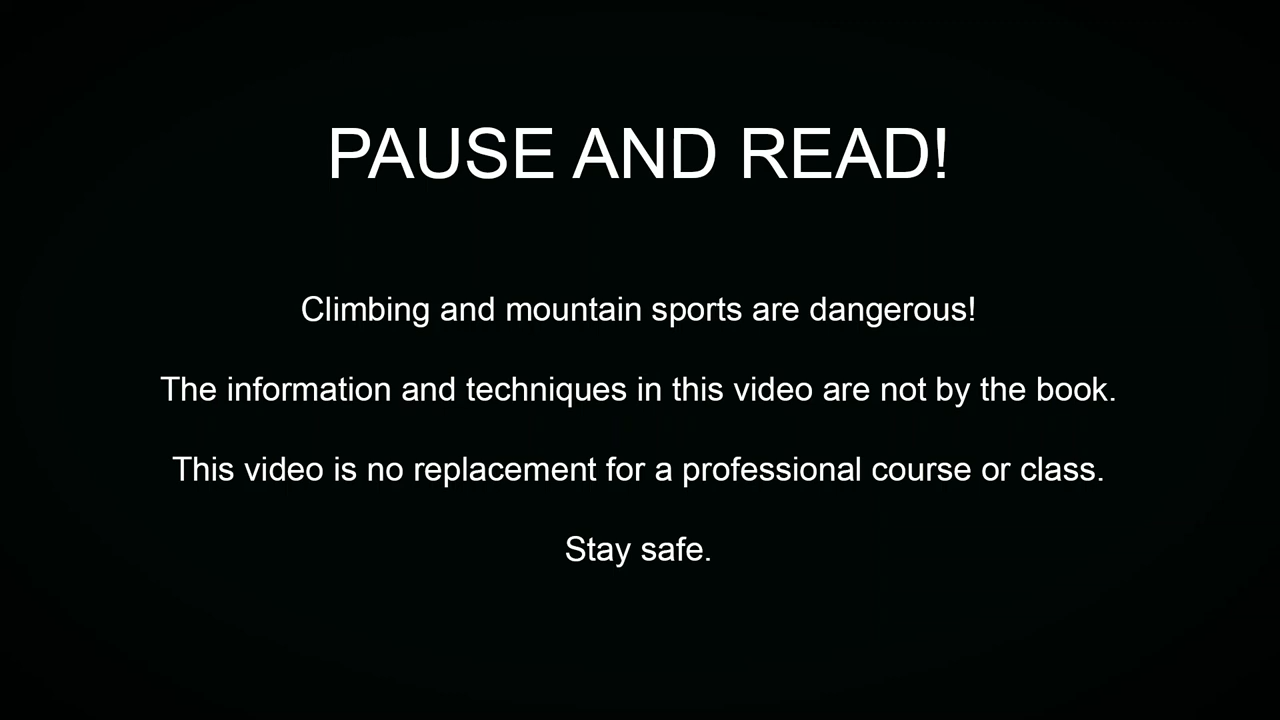 PAUSE AND READ!
Climbing and mountain sports are dangerous!
The information and techniques in this video are not by the book.
This video is no replacement for a professional course or class.
Stay safe.